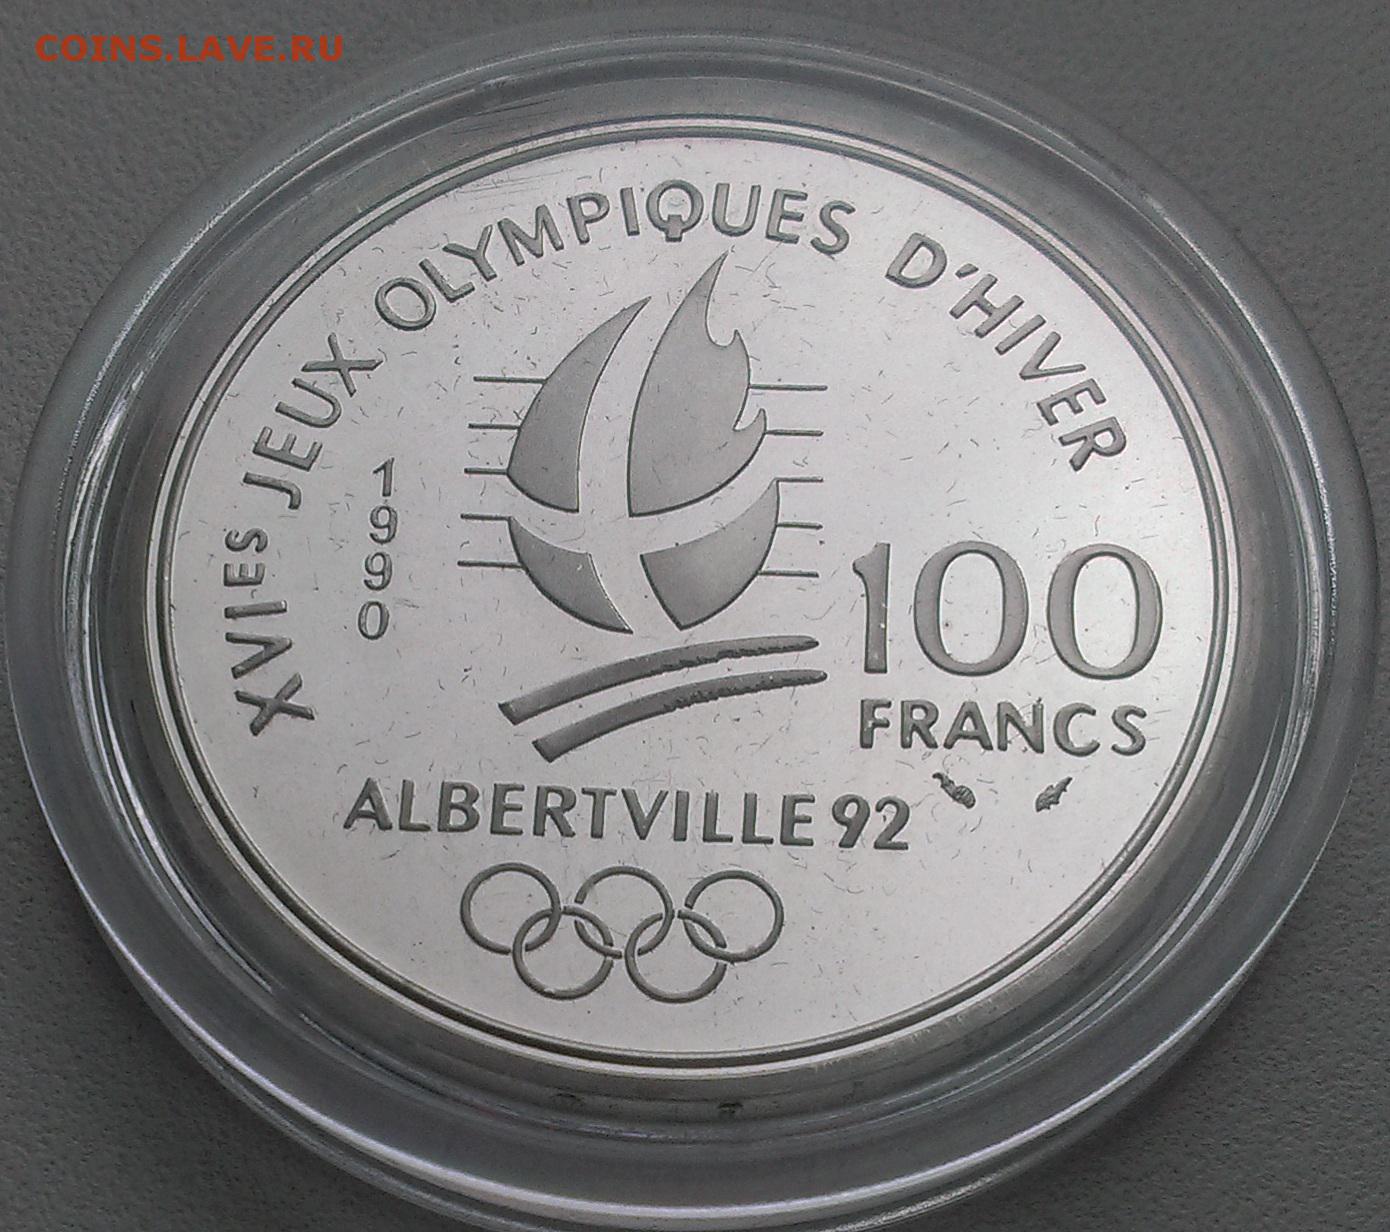 COINS.LAVE.RU
XVIES JEUX OLYMPIQUES D'HIVER
1990
100
FRANCS
ALBERTVILLE 92